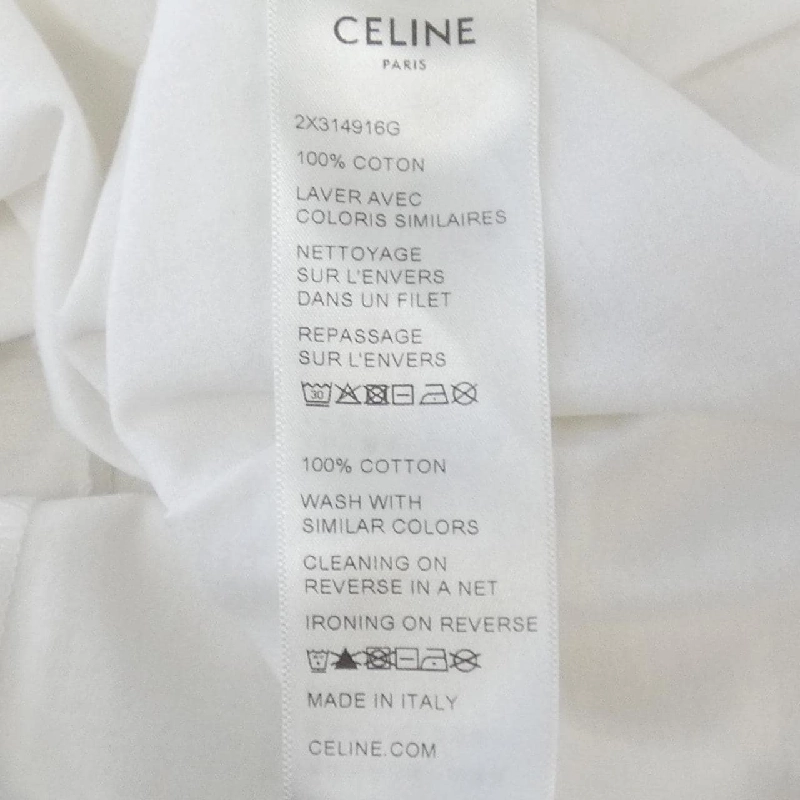 CELINE
PARIS
2X314916G
100% COTON
LAVER AVEC
COLORIS SIMILAIRES
NETTOYAGE
SUR L'ENVERS
DANS UN FILET
REPASSAGE
SUR L'ENVERS
30
100% COTTON
WASH WITH
SIMILAR COLORS
CLEANING ON
REVERSE IN A NET
IRONING ON REVERSE
MADE IN ITALY
CELINE.COM